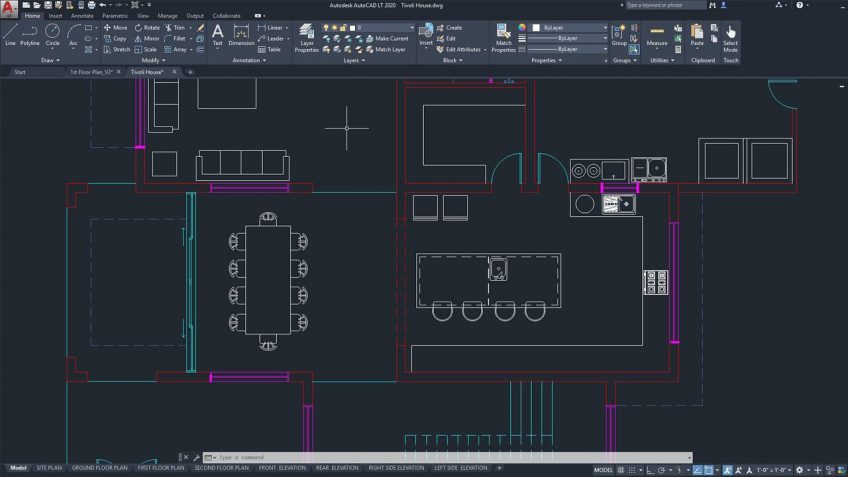 Autodesk AutoCAD LT 2020 Tivoli House.dwg
Type a keyword or phrase
Home Insert Annotate Parametric View Manage Output Collaborate
Line Polyline Circle Arc
Move Rotate Trim
Copy Mirror Fillet
Stretch Scale Array
Text Dimension
Linear
Leader
Table
Layer Properties
0
Make Current
Match Layer
Insert
Create
Edit
Edit Attributes
Match Properties
ByLayer
ByLayer
ByLayer
Group
Measure
Paste
Select Mode
Draw Modify Annotation Layers Block Properties Groups Utilities Clipboard Touch
Start 1st Floor Plan_V2* Tivoli House*
Type a command
Model SITE PLAN GROUND FLOOR PLAN FIRST FLOOR PLAN SECOND FLOOR PLAN FRONT ELEVATION REAR ELEVATION RIGHT SIDE ELEVATION LEFT SIDE ELEVATION
MODEL 1'-0" = 1'-0"